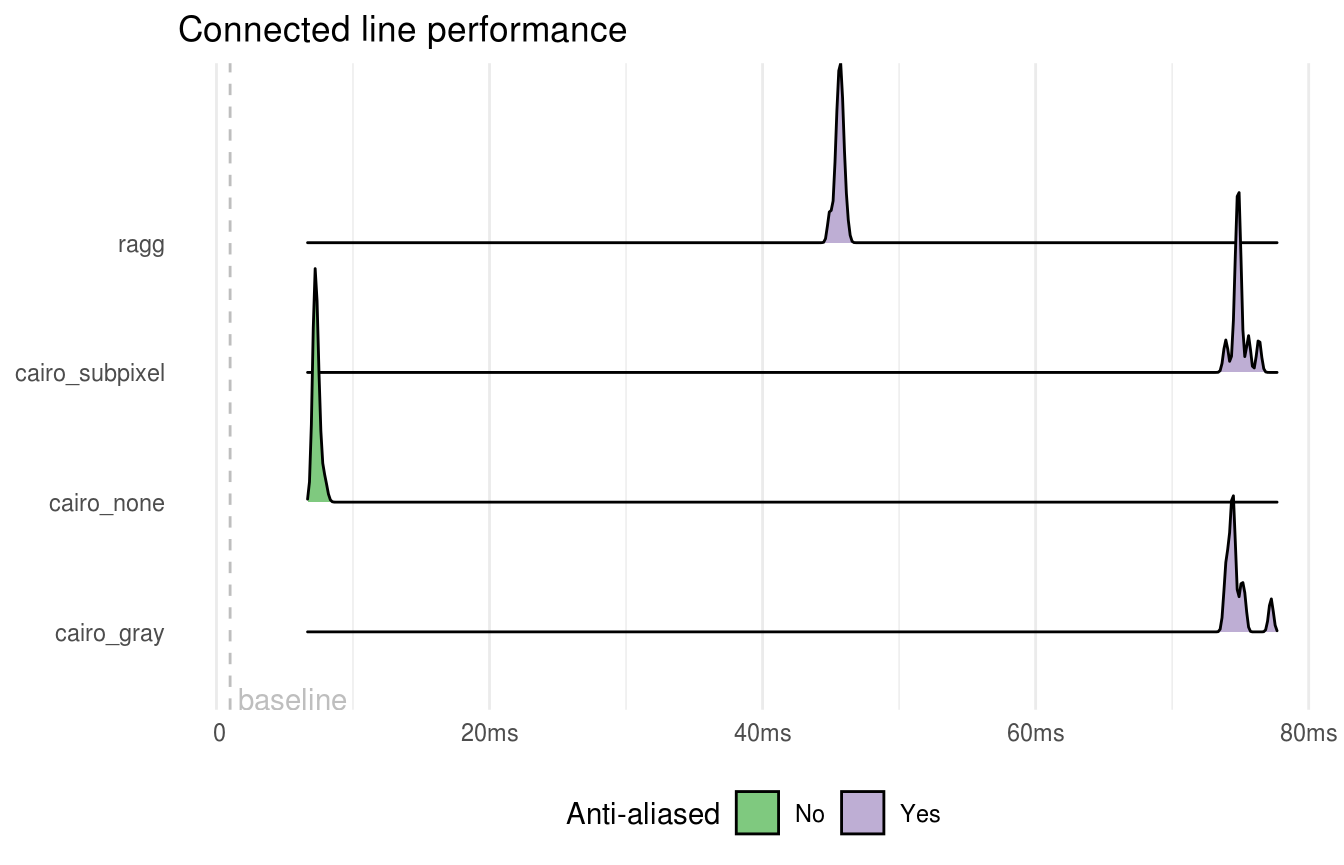 Connected line performance
ragg
cairo_subpixel
cairo_none
cairo_gray
baseline
0 20ms 40ms 60ms 80ms
Anti-aliased No Yes